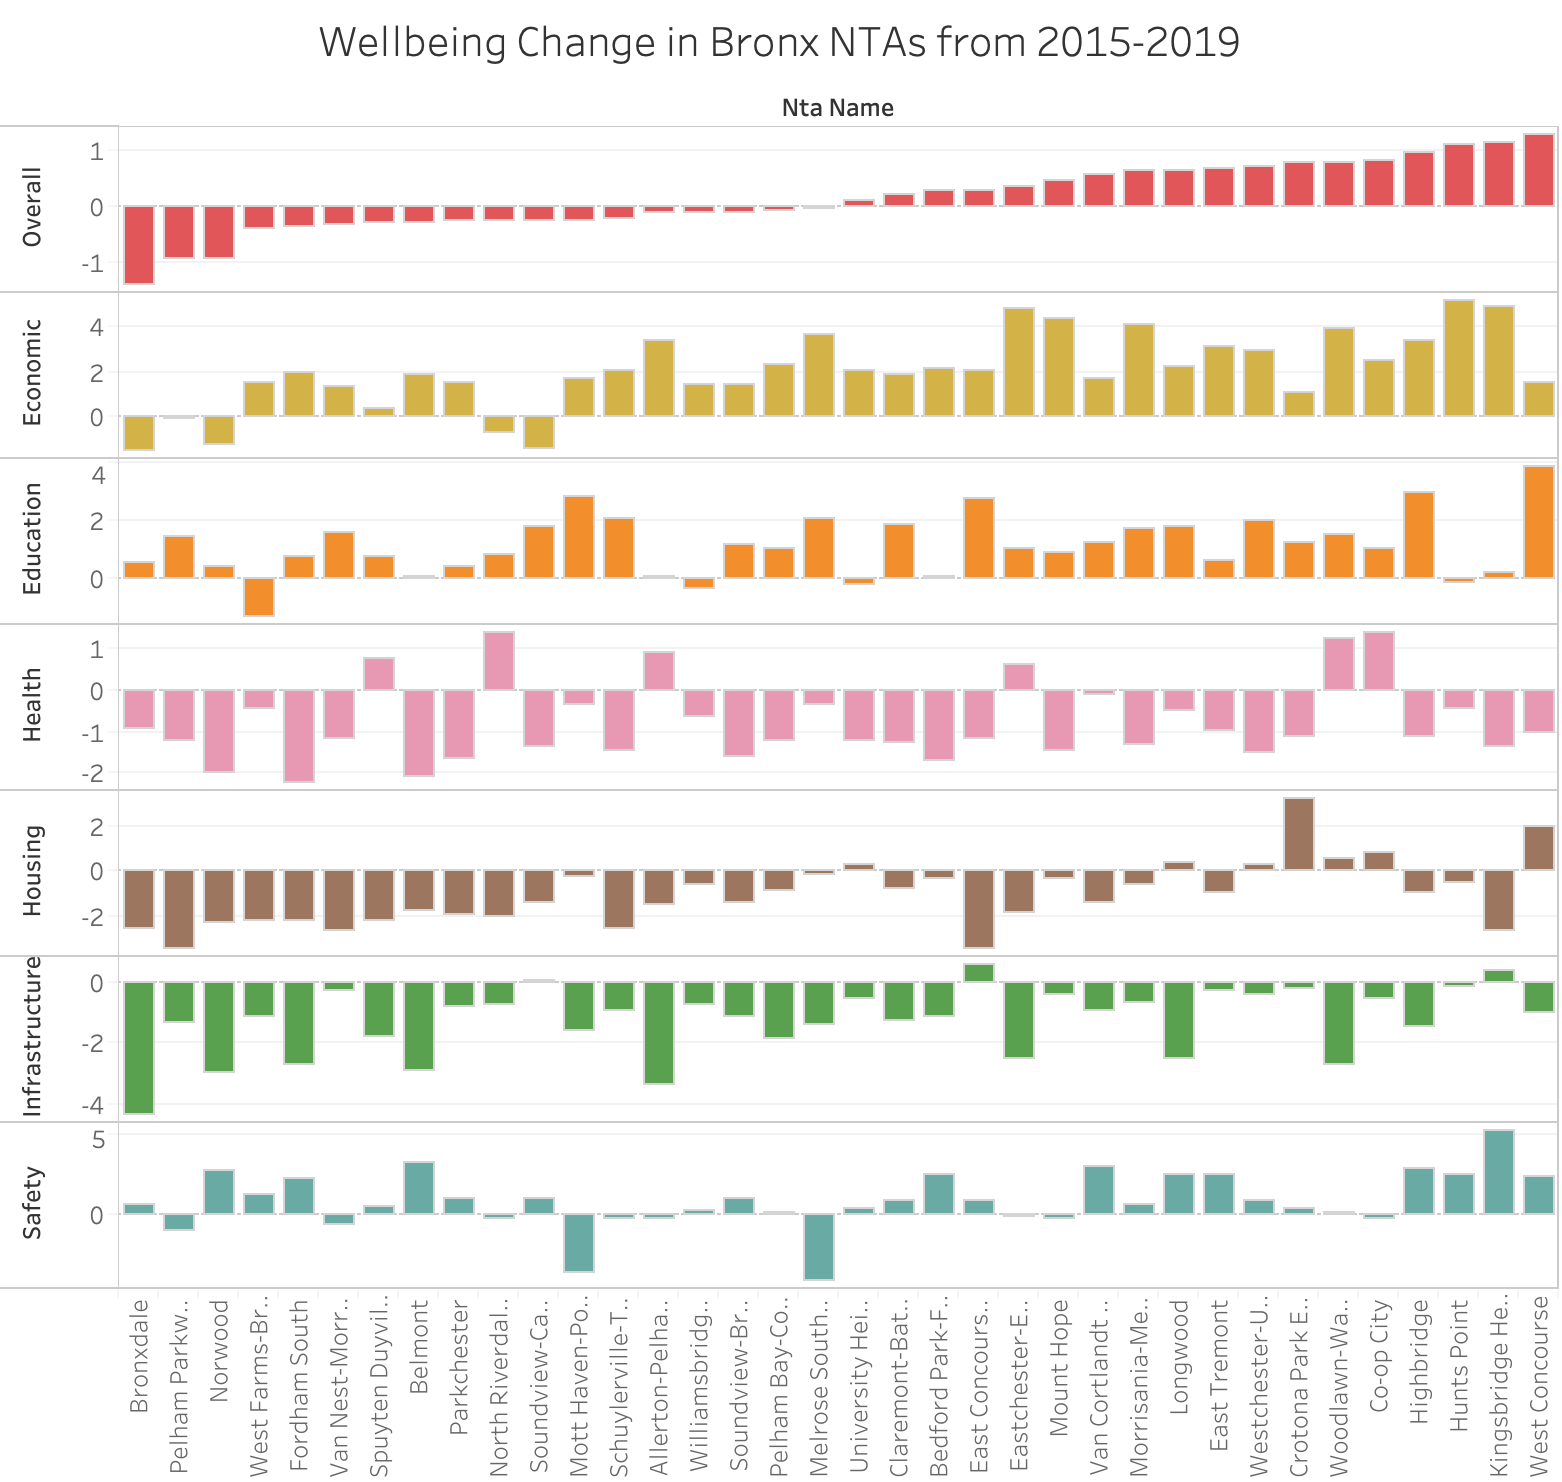 Wellbeing Change in Bronx NTAs from 2015-2019
Nta Name
Overall
1
0
-1
Economic
4
2
0
Education
4
2
0
Health
1
0
-1
-2
Housing
2
0
-2
Infrastructure
0
-2
-4
Safety
5
0
Bronxdale
Pelham Parkw..
Norwood
West Farms-Br..
Fordham South
Van Nest-Morr..
Spuyten Duyvil..
Belmont
Parkchester
North Riverdal..
Soundview-Ca..
Mott Haven-Po..
Schuylerville-T..
Allerton-Pelha..
Williamsbridg..
Soundview-Br..
Pelham Bay-Co..
Melrose South..
University Hei..
Claremont-Bat..
Bedford Park-F..
East Concours..
Eastchester-E..
Mount Hope
Van Cortlandt ..
Morrisania-Me..
Longwood
East Tremont
Westchester-U..
Crotona Park E..
Woodlawn-Wa..
Co-op City
Highbridge
Hunts Point
Kingsbridge He..
West Concourse